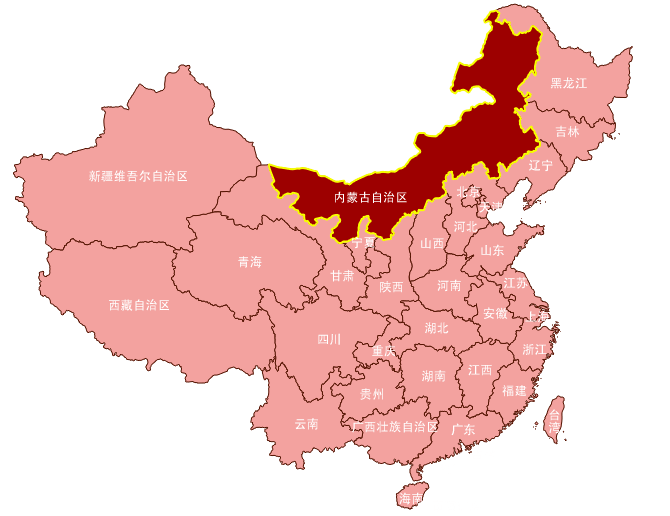 黑龙江
吉林
辽宁
新疆维吾尔自治区
内蒙古自治区
北京
天津
河北
山西
山东
宁夏
青海
甘肃
陕西
河南
江苏
西藏自治区
安徽
上海
四川
湖北
重庆
浙江
湖南
江西
贵州
福建
云南
广西壮族自治区
广东
台
湾
海南